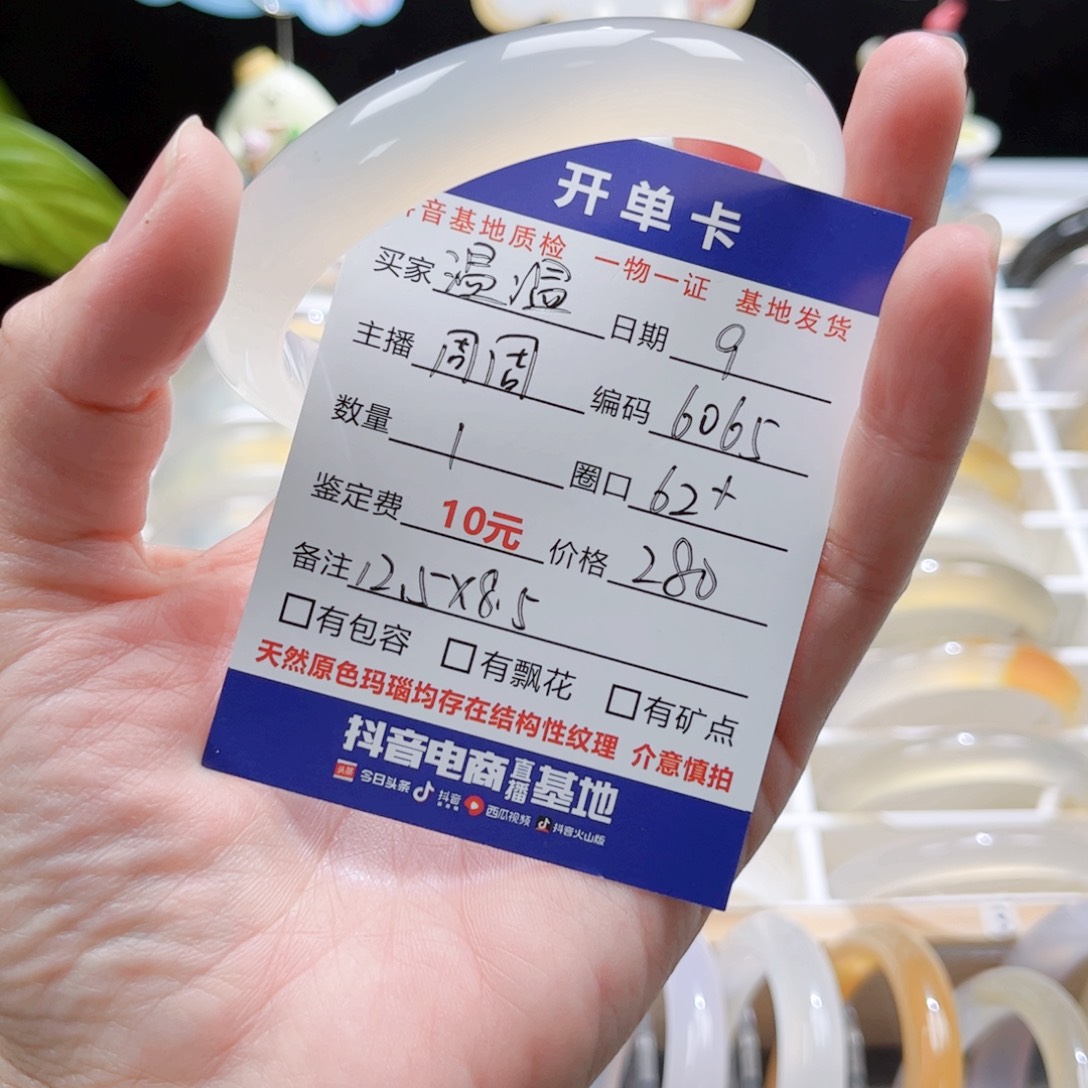 开单卡
音基地质检 一物一证 基地发货
买家 温温 日期 9
主播 周周 编码 6065
数量 1 圈口 62+
鉴定费 10元 价格 280
备注 12.5×8.5
□有包容 □有飘花 □有矿点
天然原色玛瑙均存在结构性纹理 介意慎拍
抖音电商直播基地
头条 今日头条 抖音 西瓜视频 抖音火山版